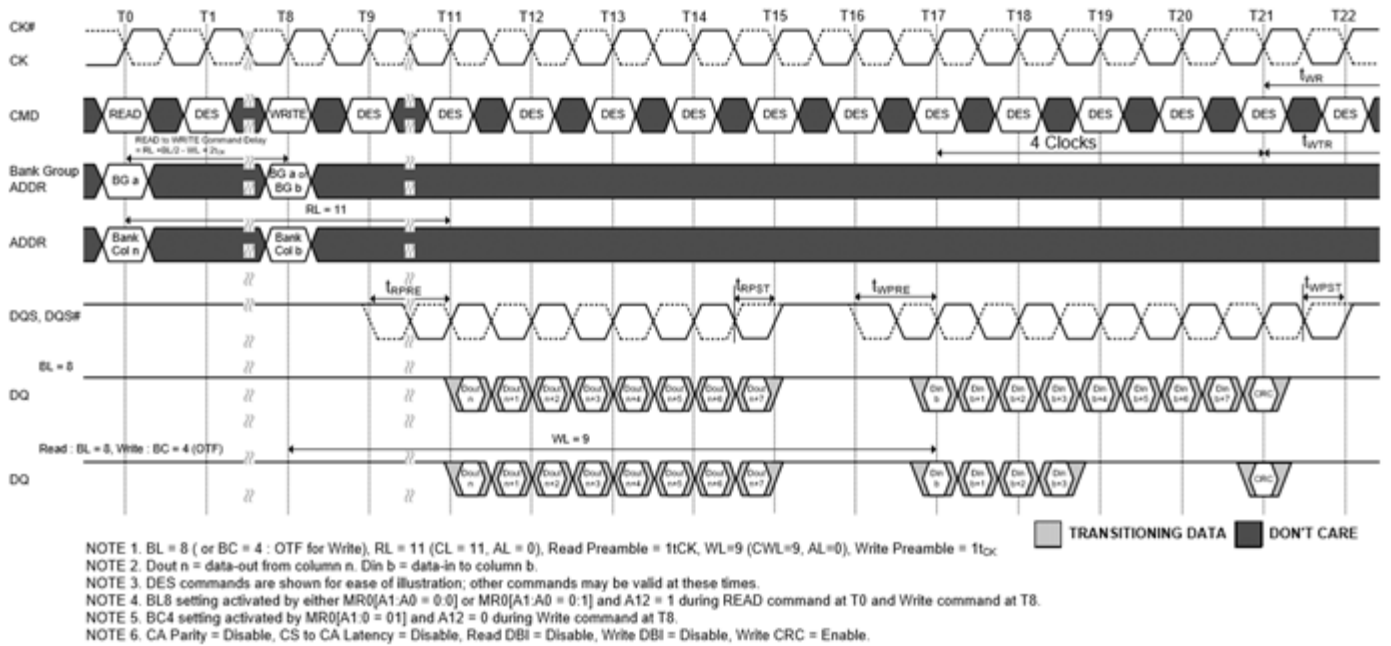 T0 T1 T8 T9 T11 T12 T13 T14 T15 T16 T17 T18 T19 T20 T21 T22
CK#
CK
tWR
CMD READ DES WRITE DES DES DES DES DES DES DES DES DES DES DES DES DES
READ to WRITE Command Delay
= RL +BL/2 - WL + 2tCK
4 Clocks
tWTR
Bank Group
ADDR
BG a
BG a or
BG b
RL = 11
ADDR
Bank
Col n
Bank
Col b
tRPRE tRPST tWPRE tWPST
DQS, DQS#
BL = 8
DQ
Dout n Dout n+1 Dout n+2 Dout n+3 Dout n+4 Dout n+5 Dout n+6 Dout n+7 Din b Din b+1 Din b+2 Din b+3 Din b+4 Din b+5 Din b+6 Din b+7 CRC
Read : BL = 8, Write : BC = 4 (OTF)
WL = 9
DQ
Dout n Dout n+1 Dout n+2 Dout n+3 Dout n+4 Dout n+5 Dout n+6 Dout n+7 Din b Din b+1 Din b+2 Din b+3 CRC
TRANSITIONING DATA DON'T CARE
NOTE 1. BL = 8 ( or BC = 4 : OTF for Write), RL = 11 (CL = 11, AL = 0), Read Preamble = 1tCK, WL=9 (CWL=9, AL=0), Write Preamble = 1tCK
NOTE 2. Dout n = data-out from column n. Din b = data-in to column b.
NOTE 3. DES commands are shown for ease of illustration; other commands may be valid at these times.
NOTE 4. BL8 setting activated by either MR0[A1:A0 = 0:0] or MR0[A1:A0 = 0:1] and A12 = 1 during READ command at T0 and Write command at T8.
NOTE 5. BC4 setting activated by MR0[A1:0 = 01] and A12 = 0 during Write command at T8.
NOTE 6. CA Parity = Disable, CS to CA Latency = Disable, Read DBI = Disable, Write DBI = Disable, Write CRC = Enable.